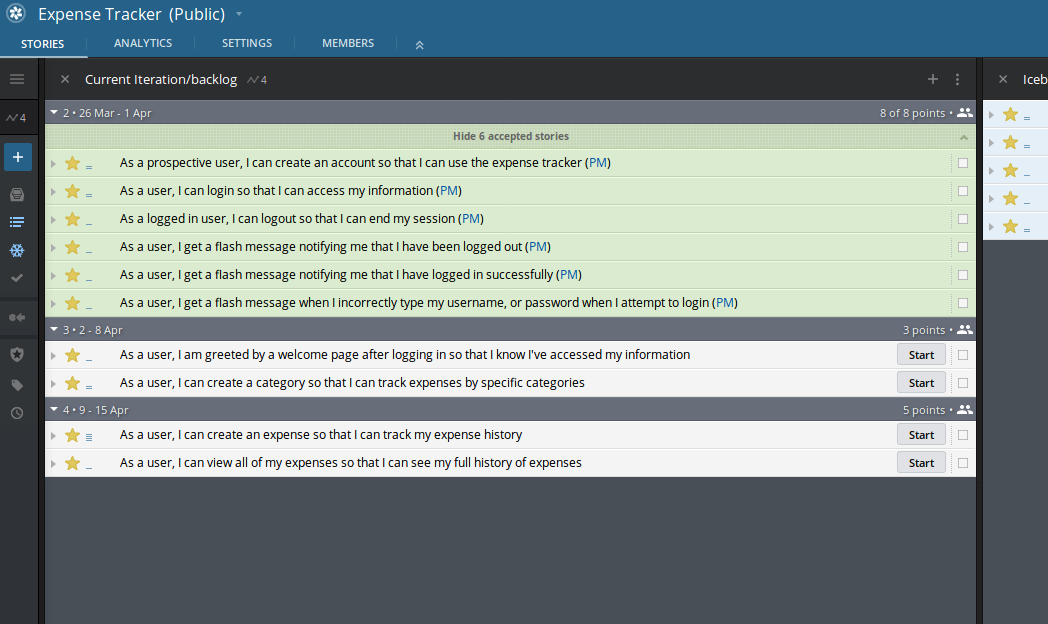 Expense Tracker (Public)
STORIES ANALYTICS SETTINGS MEMBERS
Current Iteration/backlog 4
Iceb
4
2 • 26 Mar - 1 Apr 8 of 8 points •
Hide 6 accepted stories
As a prospective user, I can create an account so that I can use the expense tracker (PM)
As a user, I can login so that I can access my information (PM)
As a logged in user, I can logout so that I can end my session (PM)
As a user, I get a flash message notifying me that I have been logged out (PM)
As a user, I get a flash message notifying me that I have logged in successfully (PM)
As a user, I get a flash message when I incorrectly type my username, or password when I attempt to login (PM)
3 • 2 - 8 Apr 3 points •
As a user, I am greeted by a welcome page after logging in so that I know I've accessed my information Start
As a user, I can create a category so that I can track expenses by specific categories Start
4 • 9 - 15 Apr 5 points •
As a user, I can create an expense so that I can track my expense history Start
As a user, I can view all of my expenses so that I can see my full history of expenses Start